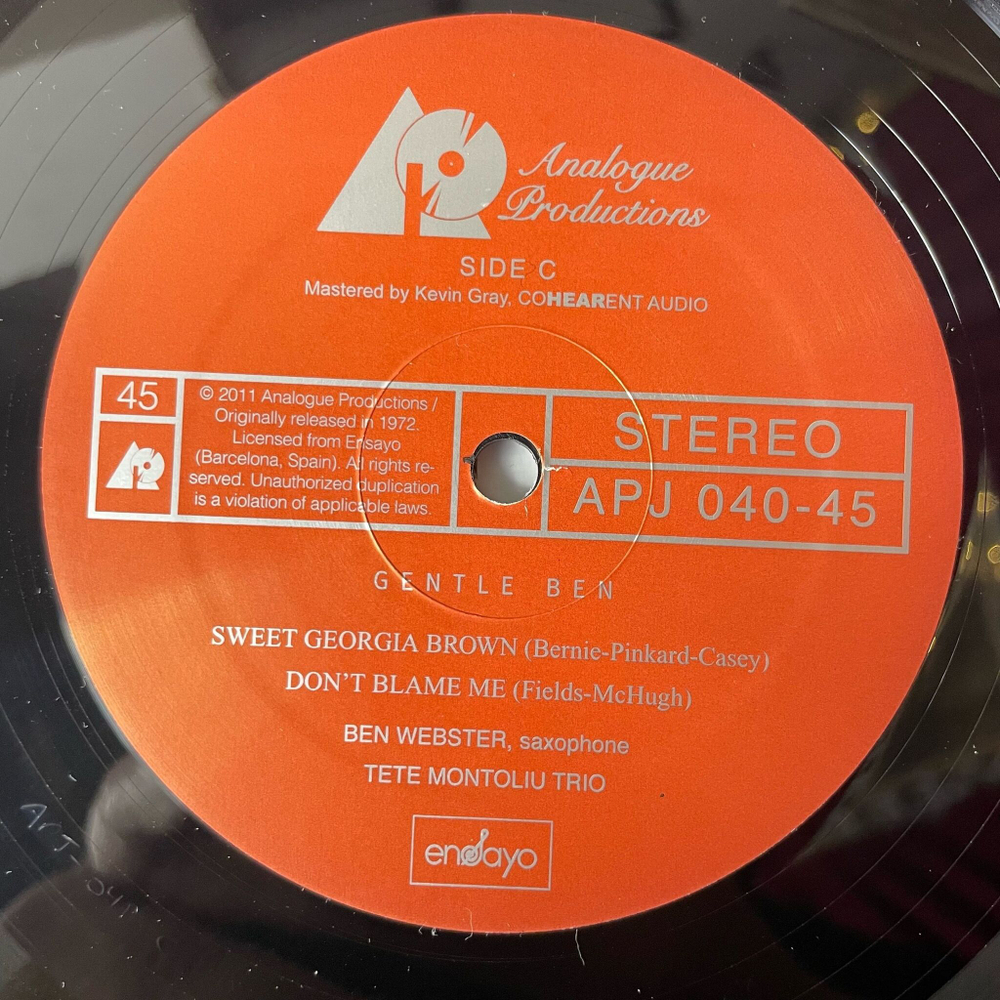 Analogue
Productions
SIDE C
Mastered by Kevin Gray, COHEARENT AUDIO
45
© 2011 Analogue Productions /
Originally released in 1972.
Licensed from Ensayo
(Barcelona, Spain). All rights re-
served. Unauthorized duplication
is a violation of applicable laws.
STEREO
APJ 040-45
GENTLE BEN
SWEET GEORGIA BROWN (Bernie-Pinkard-Casey)
DON'T BLAME ME (Fields-McHugh)
BEN WEBSTER, saxophone
TETE MONTOLIU TRIO
ensayo